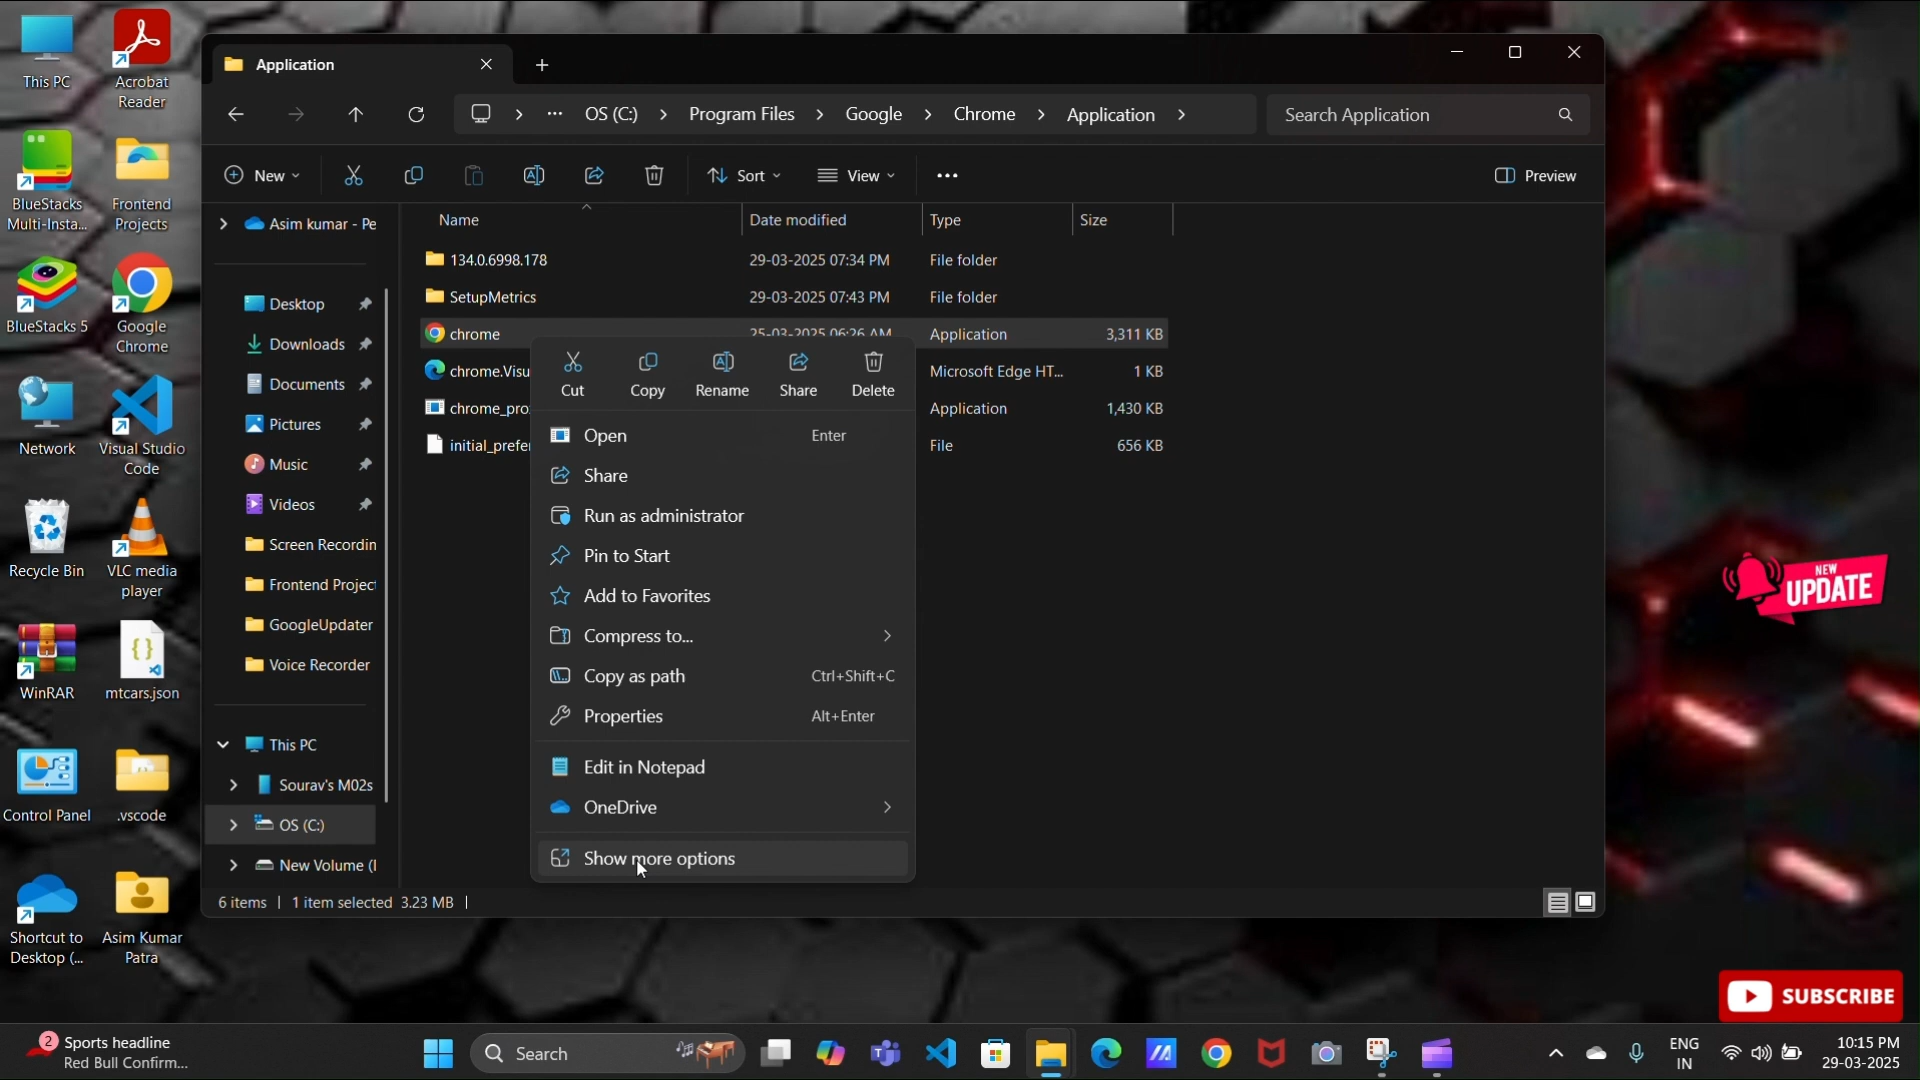 This PC
Acrobat
Reader
BlueStacks
Multi-Insta...
Frontend
Projects
BlueStacks 5
Google
Chrome
Network
Visual Studio
Code
Recycle Bin
VLC media
player
WinRAR
mtcars.json
Control Panel
.vscode
Shortcut to
Desktop (...
Asim Kumar
Patra
Application
OS (C:)
Program Files
Google
Chrome
Application
Search Application
New
Sort
View
Preview
Asim kumar - Pe
Desktop
Downloads
Documents
Pictures
Music
Videos
Screen Recordin
Frontend Project
GoogleUpdater
Voice Recorder
This PC
Sourav's M02s
OS (C:)
New Volume (
Name Date modified Type Size
134.0.6998.178 29-03-2025 07:34 PM File folder
SetupMetrics 29-03-2025 07:43 PM File folder
chrome 25-03-2025 06:26 AM Application 3,311 KB
chrome.Visu Microsoft Edge HT... 1 KB
chrome_pro Application 1,430 KB
initial_prefer File 656 KB
Cut Copy Rename Share Delete
Open Enter
Share
Run as administrator
Pin to Start
Add to Favorites
Compress to...
Copy as path Ctrl+Shift+C
Properties Alt+Enter
Edit in Notepad
OneDrive
Show more options
6 items 1 item selected 3.23 MB
NEW
UPDATE
SUBSCRIBE
2
Sports headline
Red Bull Confirm...
Search
ENG
IN
10:15 PM
29-03-2025